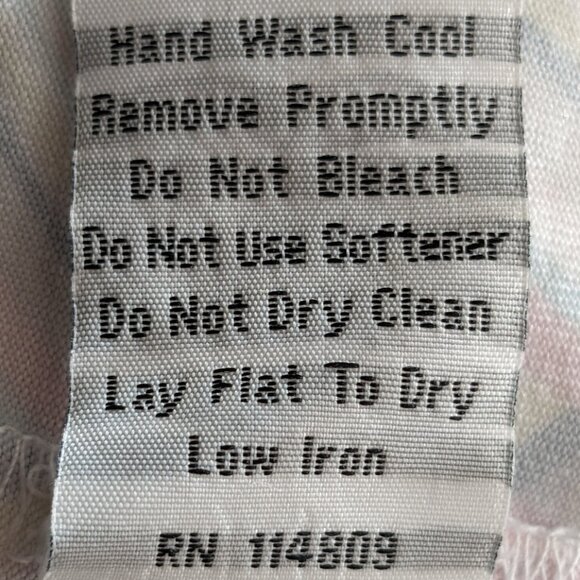 Hand Wash Cool
Remove Promptly
Do Not Bleach
Do Not Use Softener
Do Not Dry Clean
Lay Flat To Dry
Low Iron
RN 114809